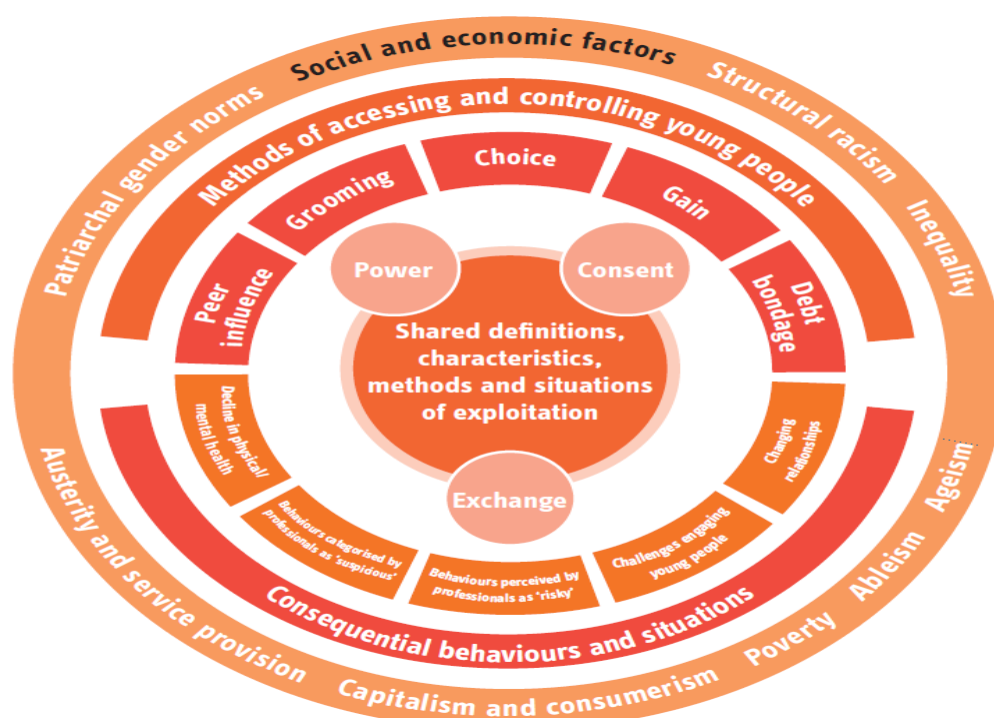 Social and economic factors
Structural racism
Inequality
Ageism
Ableism
Poverty
Capitalism and consumerism
Austerity and service provision
Patriarchal gender norms
Methods of accessing and controlling young people
Peer
influence
Grooming
Choice
Gain
Debt
bondage
Power
Consent
Shared definitions,
characteristics,
methods and situations
of exploitation
Exchange
Changing
relationships
Challenges engaging
young people
Behaviours perceived by
professionals as "risky"
Behaviours categorised by
professionals as "suspicious"
Decline in physical/
mental health
Consequential behaviours and situations